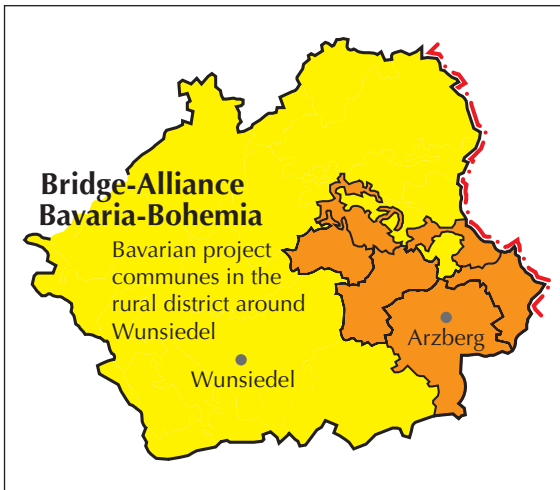 Bridge-Alliance
Bavaria-Bohemia
Bavarian project
communes in the
rural district around
Wunsiedel
Arzberg
Wunsiedel